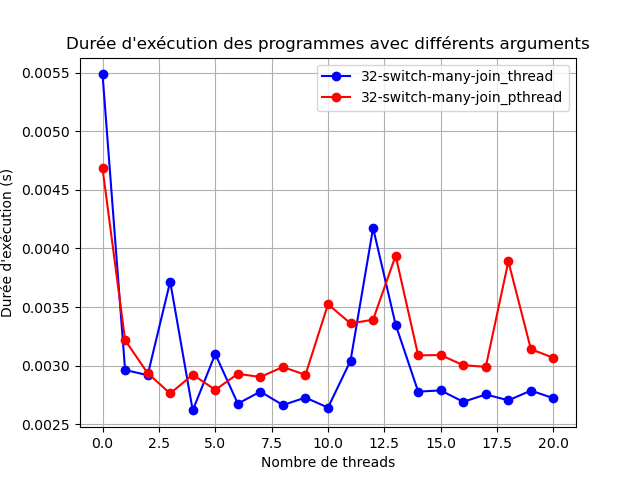 Durée d'exécution des programmes avec différents arguments
32-switch-many-join_thread
32-switch-many-join_pthread
Durée d'exécution (s)
0.0055
0.0050
0.0045
0.0040
0.0035
0.0030
0.0025
0.0 2.5 5.0 7.5 10.0 12.5 15.0 17.5 20.0
Nombre de threads